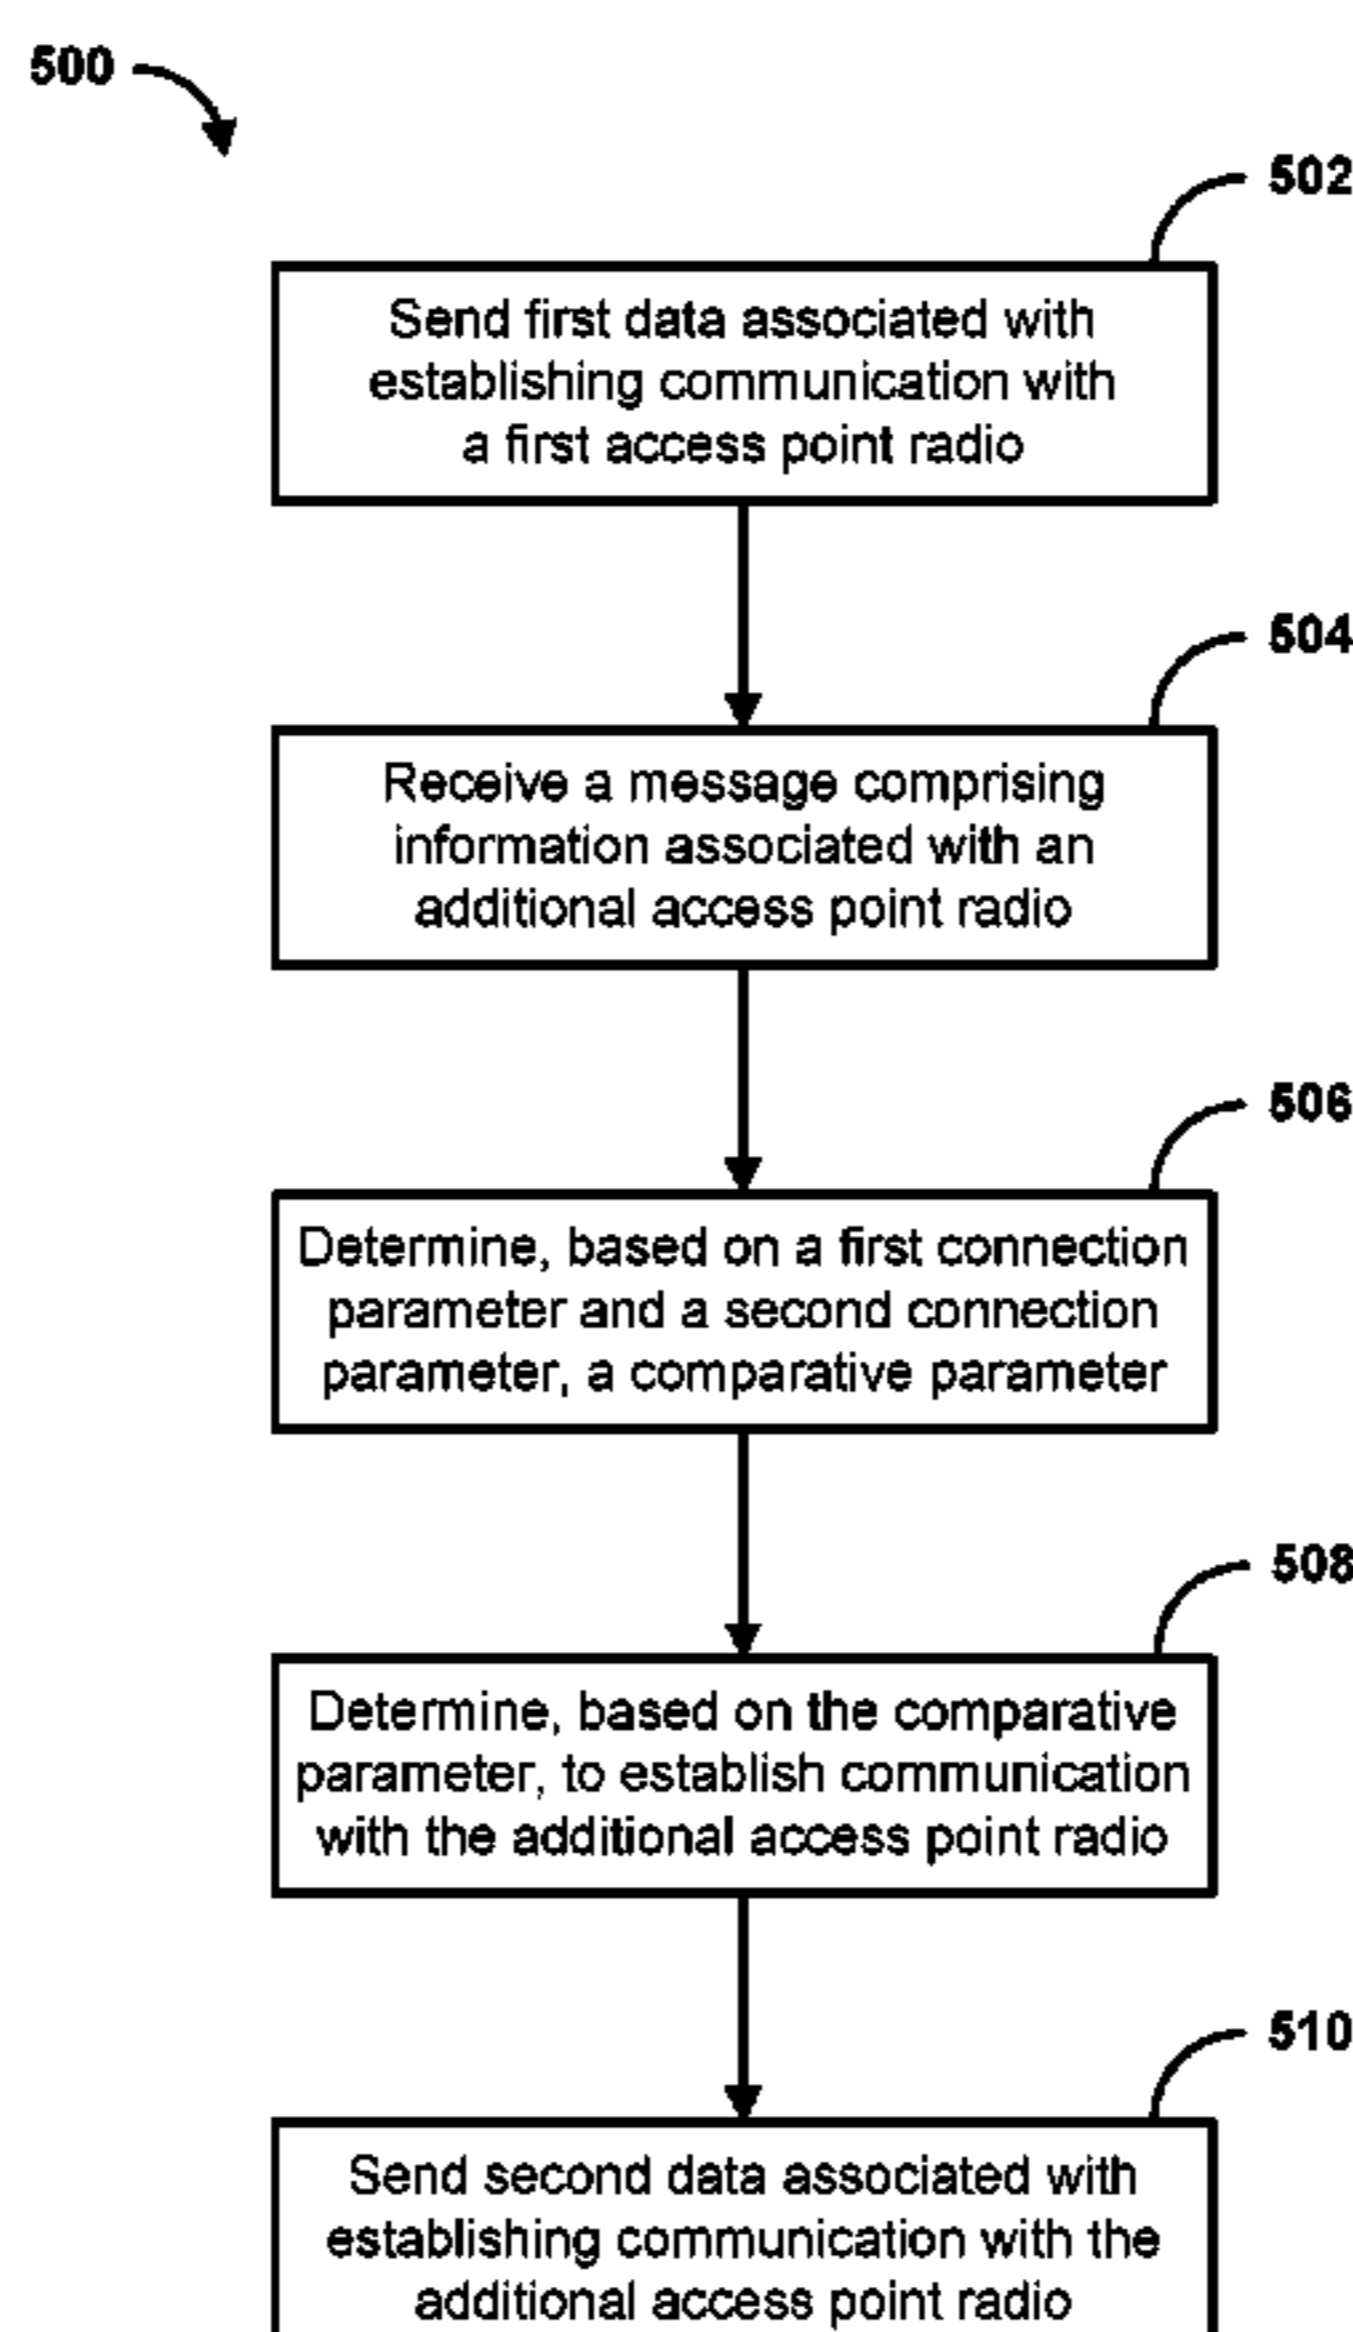 500
502
Send first data associated with
establishing communication with
a first access point radio
504
Receive a message comprising
information associated with an
additional access point radio
506
Determine, based on a first connection
parameter and a second connection
parameter, a comparative parameter
508
Determine, based on the comparative
parameter, to establish communication
with the additional access point radio
510
Send second data associated with
establishing communication with the
additional access point radio